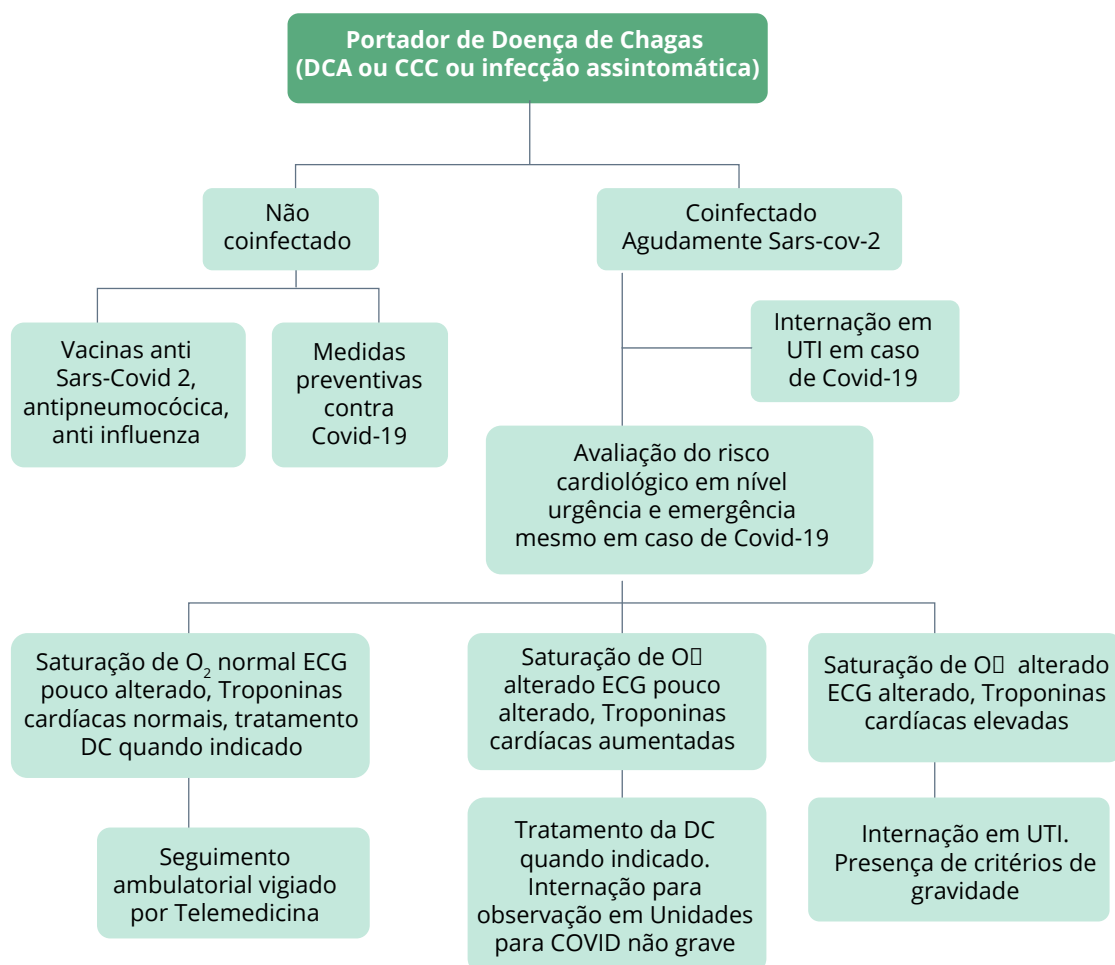 Portador de Doença de Chagas
(DCA ou CCC ou infecção assintomática)
Não
coinfectado
Coinfectado
Agudamente Sars-cov-2
Vacinas anti
Sars-Covid 2,
antipneumocócica,
anti influenza
Medidas
preventivas
contra
Covid-19
Internação em
UTI em caso
de Covid-19
Avaliação do risco
cardiológico em nível
urgência e emergência
mesmo em caso de Covid-19
Saturação de O₂ normal ECG
pouco alterado, Troponinas
cardíacas normais, tratamento
DC quando indicado
Saturação de O▯
alterado ECG pouco
alterado, Troponinas
cardíacas aumentadas
Saturação de O▯ alterado
ECG alterado, Troponinas
cardíacas elevadas
Seguimento
ambulatorial vigiado
por Telemedicina
Tratamento da DC
quando indicado.
Internação para
observação em Unidades
para COVID não grave
Internação em UTI.
Presença de critérios de
gravidade